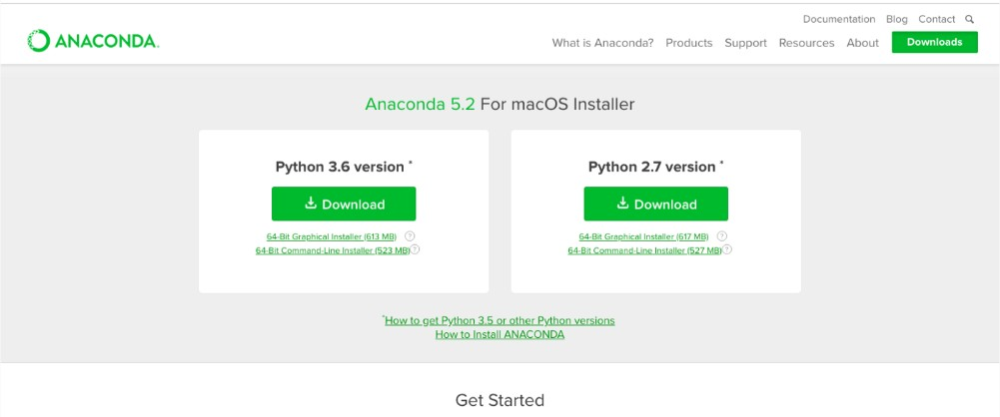 Documentation Blog Contact
ANACONDA.
What is Anaconda? Products Support Resources About Downloads
Anaconda 5.2 For macOS Installer
Python 3.6 version *
Download
64-Bit Graphical Installer (613 MB) ?
64-Bit Command-Line Installer (523 MB) ?
Python 2.7 version *
Download
64-Bit Graphical Installer (617 MB) ?
64-Bit Command-Line Installer (527 MB) ?
*How to get Python 3.5 or other Python versions
How to Install ANACONDA
Get Started